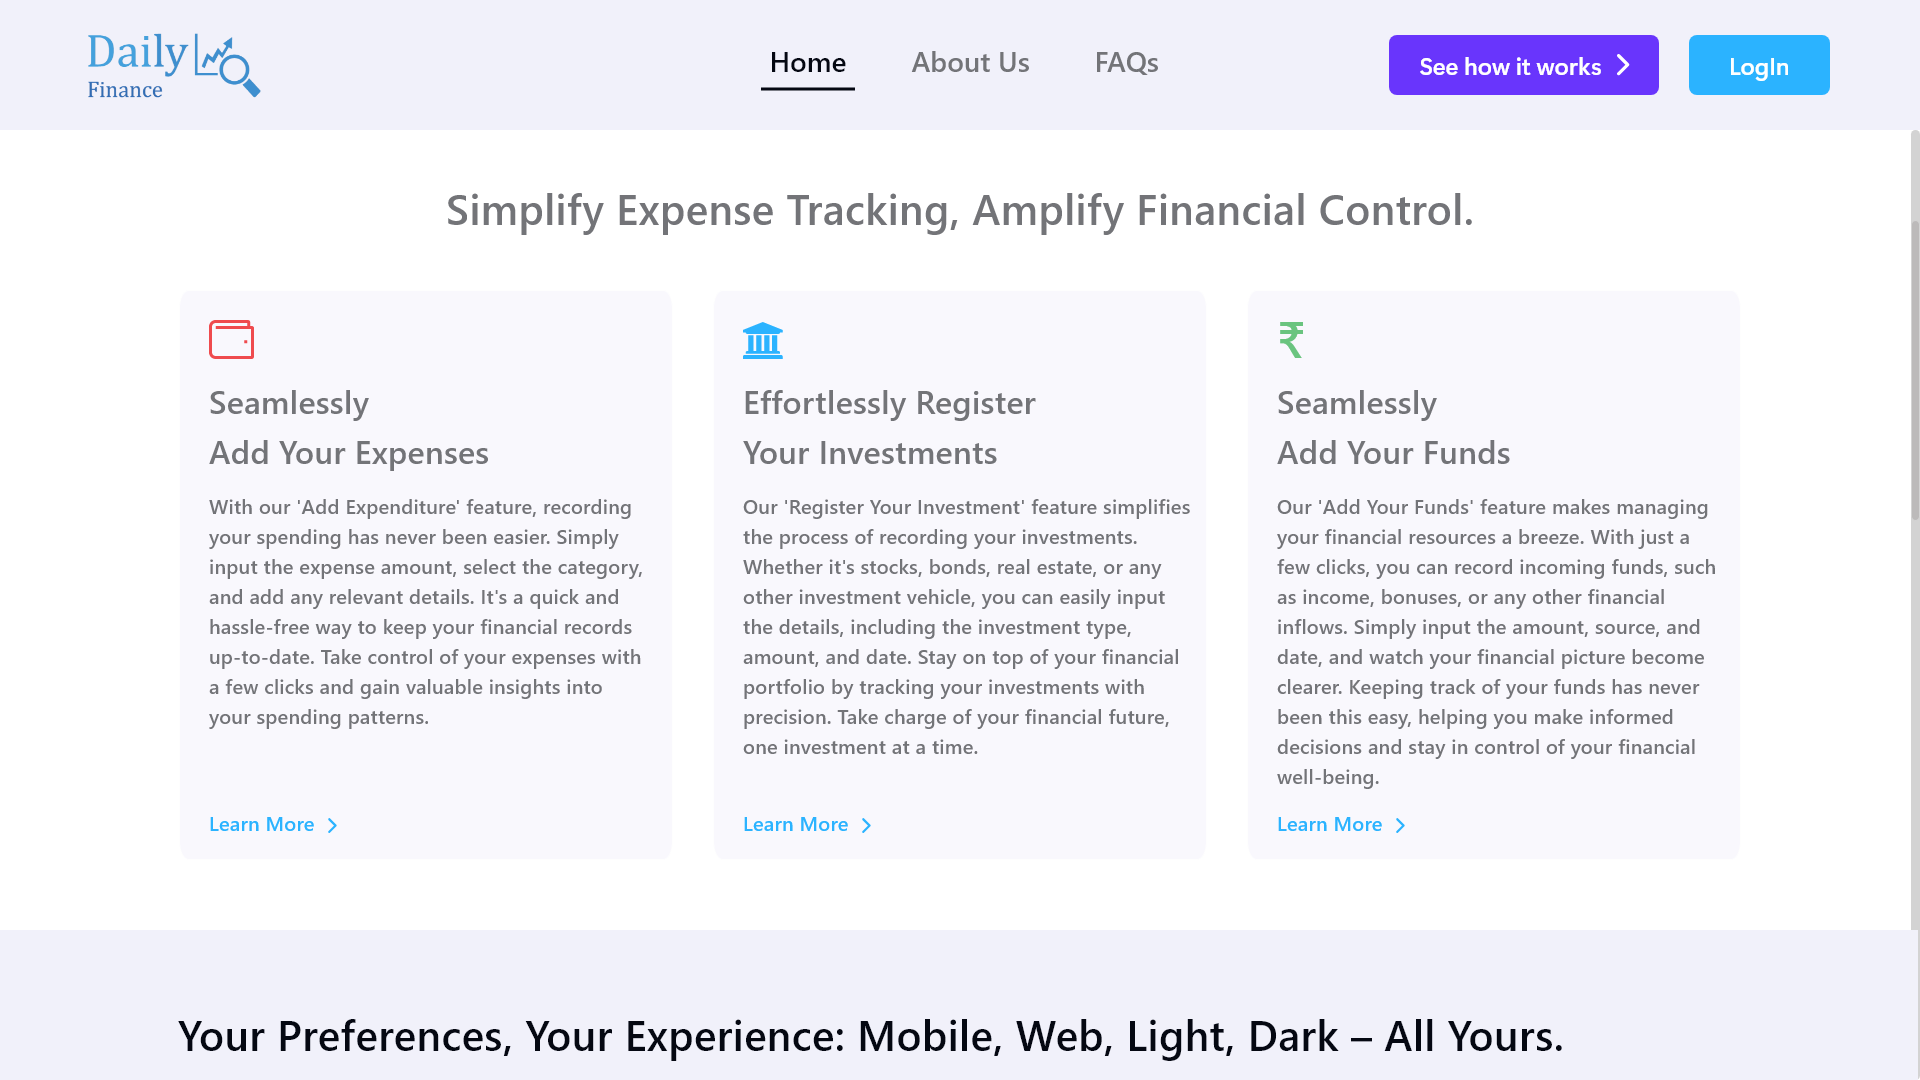 Daily
Finance
Home
About Us
FAQs
See how it works
LogIn
Simplify Expense Tracking, Amplify Financial Control.
Seamlessly
Add Your Expenses
With our 'Add Expenditure' feature, recording
your spending has never been easier. Simply
input the expense amount, select the category,
and add any relevant details. It's a quick and
hassle-free way to keep your financial records
up-to-date. Take control of your expenses with
a few clicks and gain valuable insights into
your spending patterns.
Learn More
Effortlessly Register
Your Investments
Our 'Register Your Investment' feature simplifies
the process of recording your investments.
Whether it's stocks, bonds, real estate, or any
other investment vehicle, you can easily input
the details, including the investment type,
amount, and date. Stay on top of your financial
portfolio by tracking your investments with
precision. Take charge of your financial future,
one investment at a time.
Learn More
₹
Seamlessly
Add Your Funds
Our 'Add Your Funds' feature makes managing
your financial resources a breeze. With just a
few clicks, you can record incoming funds, such
as income, bonuses, or any other financial
inflows. Simply input the amount, source, and
date, and watch your financial picture become
clearer. Keeping track of your funds has never
been this easy, helping you make informed
decisions and stay in control of your financial
well-being.
Learn More
Your Preferences, Your Experience: Mobile, Web, Light, Dark – All Yours.